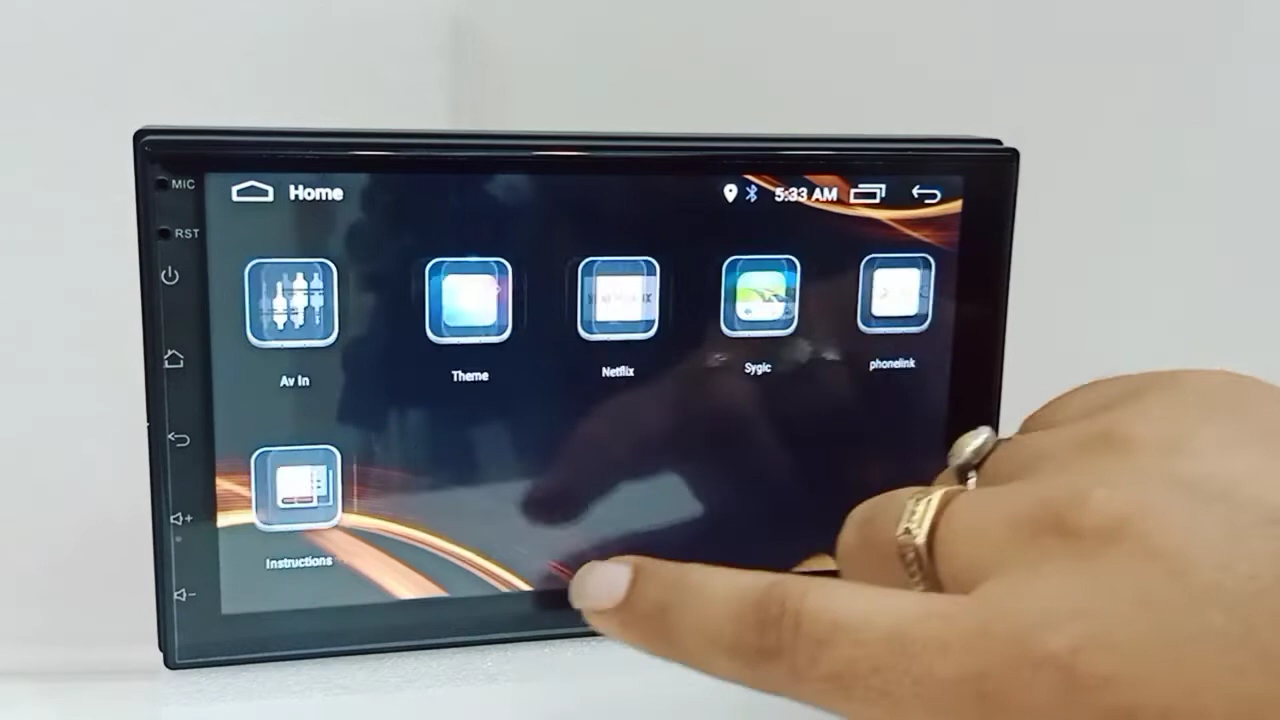 MIC
Home
5:33 AM
RST
Av In
Theme
Netflix
Sygic
phonelink
Instructions